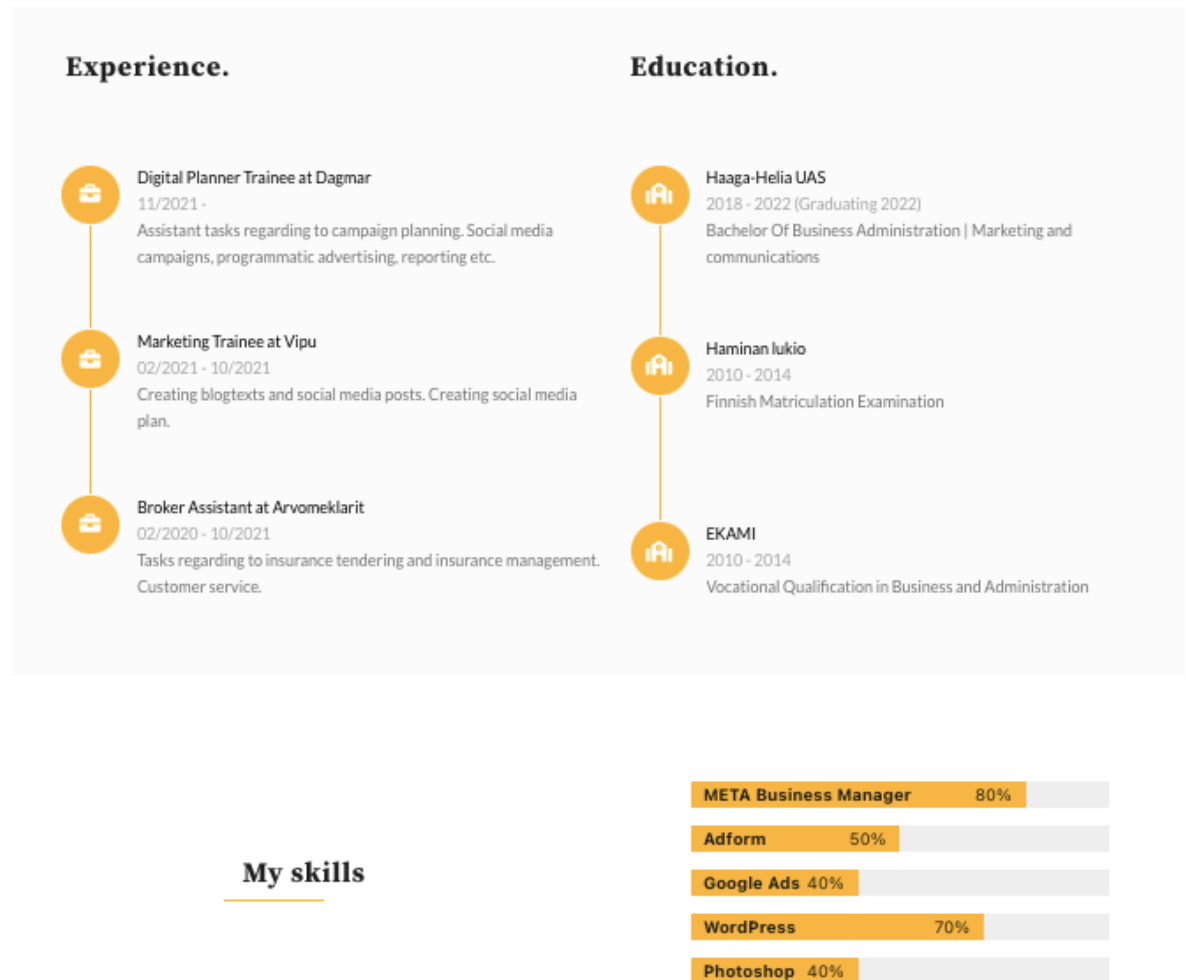 Experience.
Digital Planner Trainee at Dagmar
11/2021 -
Assistant tasks regarding to campaign planning. Social media
campaigns, programmatic advertising, reporting etc.
Marketing Trainee at Vipu
02/2021 - 10/2021
Creating blogtexts and social media posts. Creating social media
plan.
Broker Assistant at Arvomeklarit
02/2020 - 10/2021
Tasks regarding to insurance tendering and insurance management.
Customer service.
Education.
Haaga-Helia UAS
2018 - 2022 (Graduating 2022)
Bachelor Of Business Administration | Marketing and
communications
Haminan lukio
2010 - 2014
Finnish Matriculation Examination
EKAMI
2010 - 2014
Vocational Qualification in Business and Administration
My skills
META Business Manager 80%
Adform 50%
Google Ads 40%
WordPress 70%
Photoshop 40%